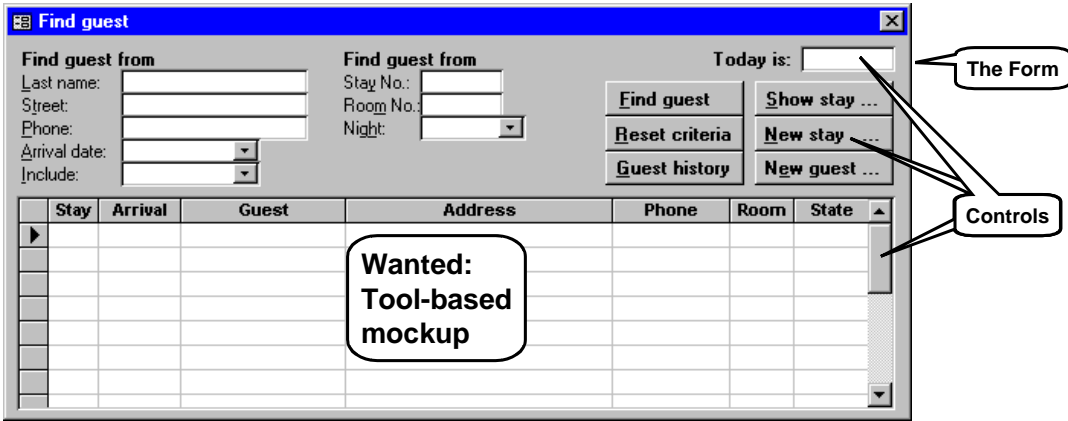 Find guest
Find guest from
Last name:
Street:
Phone:
Arrival date:
Include:
Find guest from
Stay No.:
Room No.:
Night:
Today is:
Find guest
Show stay ...
Reset criteria
New stay ...
Guest history
New guest ...
The Form
Controls
Stay Arrival Guest Address Phone Room State
Wanted:
Tool-based
mockup